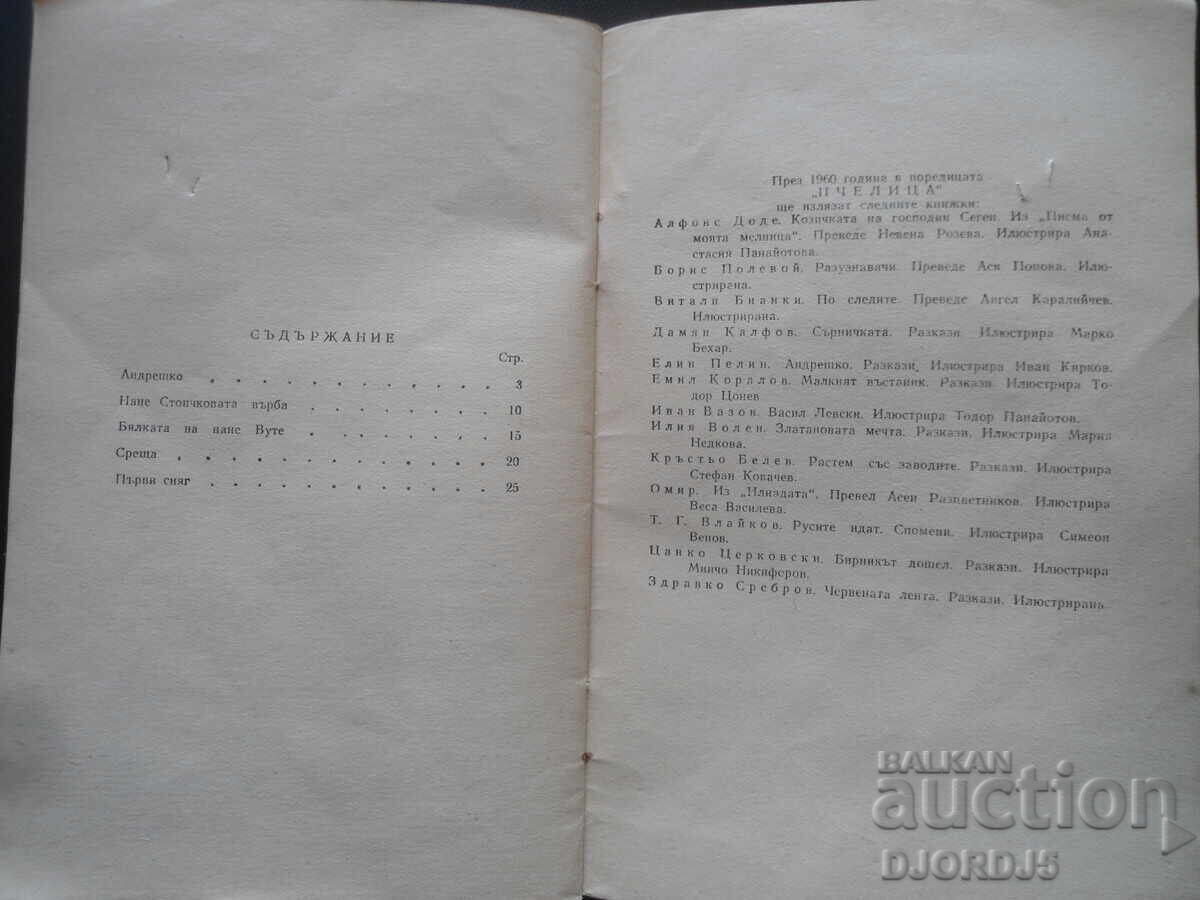 СЪДЪРЖАНИЕ
Стр.
Андрешко . . . . . . . . . . . . 3
Нане Стоичковата върба . . . . . . . . 10
Бялката на нане Вуте . . . . . . . . 15
Среща . . . . . . . . . . . . . 20
Първи сняг . . . . . . . . . . . . 25
През 1960 година в поредицата
„ПЧЕЛИЦА"
ще излязат следните книжки:
Алфонс Доде. Козичката на господин Сеген. Из „Писма от
моята мелница". Преведе Невена Розева. Илюстрира Ана-
стасия Панайотова.
Борис Полевой. Разузнавачи. Преведе Ася Попова. Илю-
стрирана.
Витали Бианки. По следите. Преведе Ангел Каралийчев.
Илюстрирана.
Дамян Калфов. Сърничката. Разкази. Илюстрира Марко
Бехар.
Елин Пелин. Андрешко. Разкази. Илюстрира Иван Кирков.
Емил Коралов. Малкият въстаник. Разкази. Илюстрира То-
дор Цонев
Иван Вазов. Васил Левски. Илюстрира Тодор Панайотов.
Илия Волен. Златановата мечта. Разкази. Илюстрира Мария
Недкова.
Кръстьо Белев. Растем със заводите. Разкази. Илюстрира
Стефан Ковачев.
Омир. Из „Илиадата". Превел Асен Разцветников. Илюстрира
Веса Василева.
Т. Г. Влайков. Русите идат. Спомени. Илюстрира Симеон
Венов.
Цанко Церковски. Бирникът дошел. Разкази. Илюстрира
Минчо Никифоров.
Здравко Сребров. Червената лента. Разкази. Илюстрирана.
BALKAN
auction
DJORDJ5